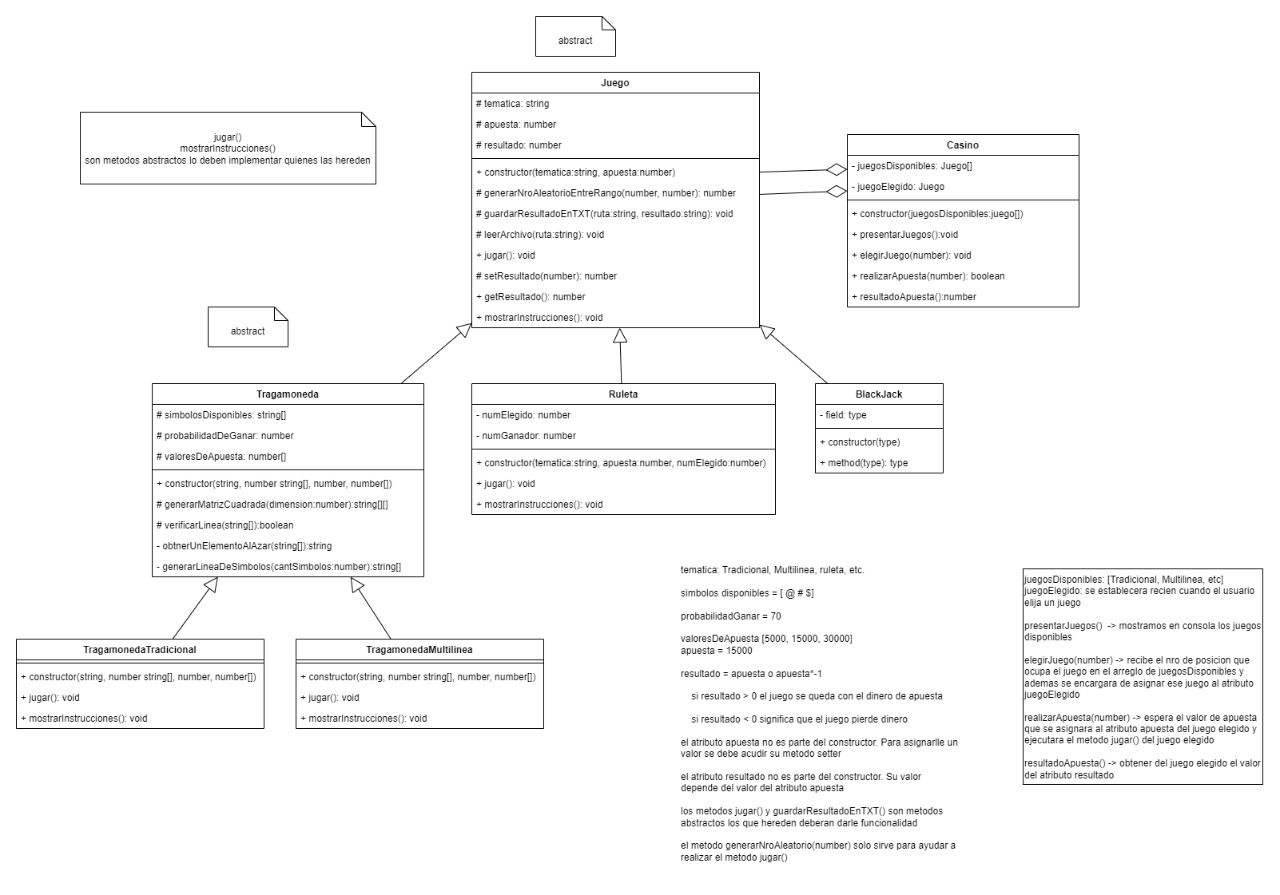 abstract
Juego
# tematica: string
# apuesta: number
# resultado: number
+ constructor(tematica:string, apuesta:number)
# generarNroAleatorioEntreRango(number, number): number
# guardarResultadoEnTXT(ruta:string, resultado:string): void
# leerArchivo(ruta:string): void
+ jugar(): void
# setResultado(number): number
+ getResultado(): number
+ mostrarInstrucciones(): void
jugar()
mostrarInstrucciones()
son metodos abstractos lo deben implementar quienes las hereden
Casino
- juegosDisponibles: Juego[]
- juegoElegido: Juego
+ constructor(juegosDisponibles:juego[])
+ presentarJuegos():void
+ elegirJuego(number): void
+ realizarApuesta(number): boolean
+ resultadoApuesta():number
abstract
Tragamoneda
# simbolosDisponibles: string[]
# probabilidadDeGanar: number
# valoresDeApuesta: number[]
+ constructor(string, number string[], number, number[])
# generarMatrizCuadrada(dimension:number):string[][]
# verificarLinea(string[]):boolean
- obtnerUnElementoAlAzar(string[]):string
- generarLineaDeSimbolos(cantSimbolos:number):string[]
Ruleta
- numElegido: number
- numGanador: number
+ constructor(tematica:string, apuesta:number, numElegido:number)
+ jugar(): void
+ mostrarInstrucciones(): void
BlackJack
- field: type
+ constructor(type)
+ method(type): type
TragamonedaTradicional
+ constructor(string, number string[], number, number[])
+ jugar(): void
+ mostrarInstrucciones(): void
TragamonedaMultilinea
+ constructor(string, number string[], number, number[])
+ jugar(): void
+ mostrarInstrucciones(): void
tematica: Tradicional, Multilinea, ruleta, etc.
simbolos disponibles = [ @ # $]
probabilidadGanar = 70
valoresDeApuesta [5000, 15000, 30000]
apuesta = 15000
resultado = apuesta o apuesta*-1
si resultado > 0 el juego se queda con el dinero de apuesta
si resultado < 0 significa que el juego pierde dinero
el atributo apuesta no es parte del constructor. Para asignarlle un
valor se debe acudir su metodo setter
el atributo resultado no es parte del constructor. Su valor
depende del valor del atributo apuesta
los metodos jugar() y guardarResultadoEnTXT() son metodos
abstractos los que hereden deberan darle funcionalidad
el metodo generarNroAleatorio(number) solo sirve para ayudar a
realizar el metodo jugar()
juegosDisponibles: [Tradicional, Multilinea, etc]
juegoElegido: se establecera recien cuando el usuario
elija un juego
presentarJuegos() -> mostramos en consola los juegos
disponibles
elegirJuego(number) -> recibe el nro de posicion que
ocupa el juego en el arreglo de juegosDisponibles y
ademas se encargara de asignar ese juego al atributo
juegoElegido
realizarApuesta(number) -> espera el valor de apuesta
que se asignara al atributo apuesta del juego elegido y
ejecutara el metodo jugar() del juego elegido
resultadoApuesta() -> obtener del juego elegido el valor
del atributo resultado